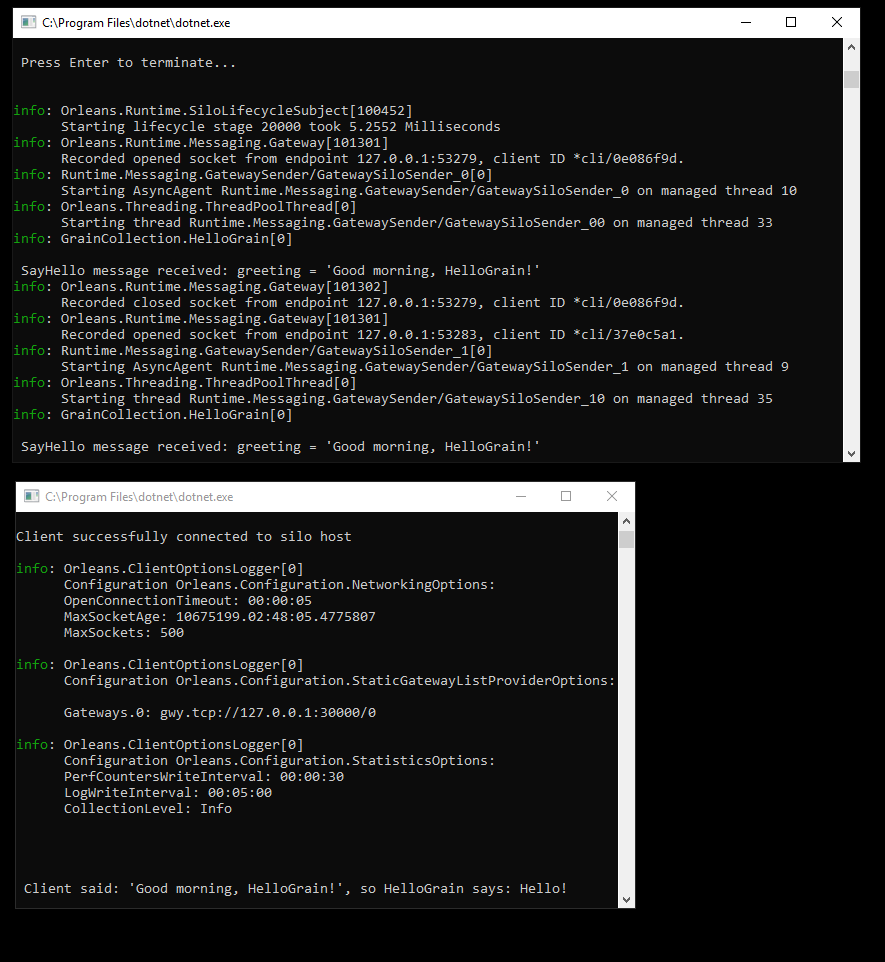 C:\Program Files\dotnet\dotnet.exe
Press Enter to terminate...
info: Orleans.Runtime.SiloLifecycleSubject[100452]
Starting lifecycle stage 20000 took 5.2552 Milliseconds
info: Orleans.Runtime.Messaging.Gateway[101301]
Recorded opened socket from endpoint 127.0.0.1:53279, client ID *cli/0e086f9d.
info: Runtime.Messaging.GatewaySender/GatewaySiloSender_0[0]
Starting AsyncAgent Runtime.Messaging.GatewaySender/GatewaySiloSender_0 on managed thread 10
info: Orleans.Threading.ThreadPoolThread[0]
Starting thread Runtime.Messaging.GatewaySender/GatewaySiloSender_00 on managed thread 33
info: GrainCollection.HelloGrain[0]
SayHello message received: greeting = 'Good morning, HelloGrain!'
info: Orleans.Runtime.Messaging.Gateway[101302]
Recorded closed socket from endpoint 127.0.0.1:53279, client ID *cli/0e086f9d.
info: Orleans.Runtime.Messaging.Gateway[101301]
Recorded opened socket from endpoint 127.0.0.1:53283, client ID *cli/37e0c5a1.
info: Runtime.Messaging.GatewaySender/GatewaySiloSender_1[0]
Starting AsyncAgent Runtime.Messaging.GatewaySender/GatewaySiloSender_1 on managed thread 9
info: Orleans.Threading.ThreadPoolThread[0]
Starting thread Runtime.Messaging.GatewaySender/GatewaySiloSender_10 on managed thread 35
info: GrainCollection.HelloGrain[0]
SayHello message received: greeting = 'Good morning, HelloGrain!'
C:\Program Files\dotnet\dotnet.exe
Client successfully connected to silo host
info: Orleans.ClientOptionsLogger[0]
Configuration Orleans.Configuration.NetworkingOptions:
OpenConnectionTimeout: 00:00:05
MaxSocketAge: 10675199.02:48:05.4775807
MaxSockets: 500
info: Orleans.ClientOptionsLogger[0]
Configuration Orleans.Configuration.StaticGatewayListProviderOptions:
Gateways.0: gwy.tcp://127.0.0.1:30000/0
info: Orleans.ClientOptionsLogger[0]
Configuration Orleans.Configuration.StatisticsOptions:
PerfCountersWriteInterval: 00:00:30
LogWriteInterval: 00:05:00
CollectionLevel: Info
Client said: 'Good morning, HelloGrain!', so HelloGrain says: Hello!